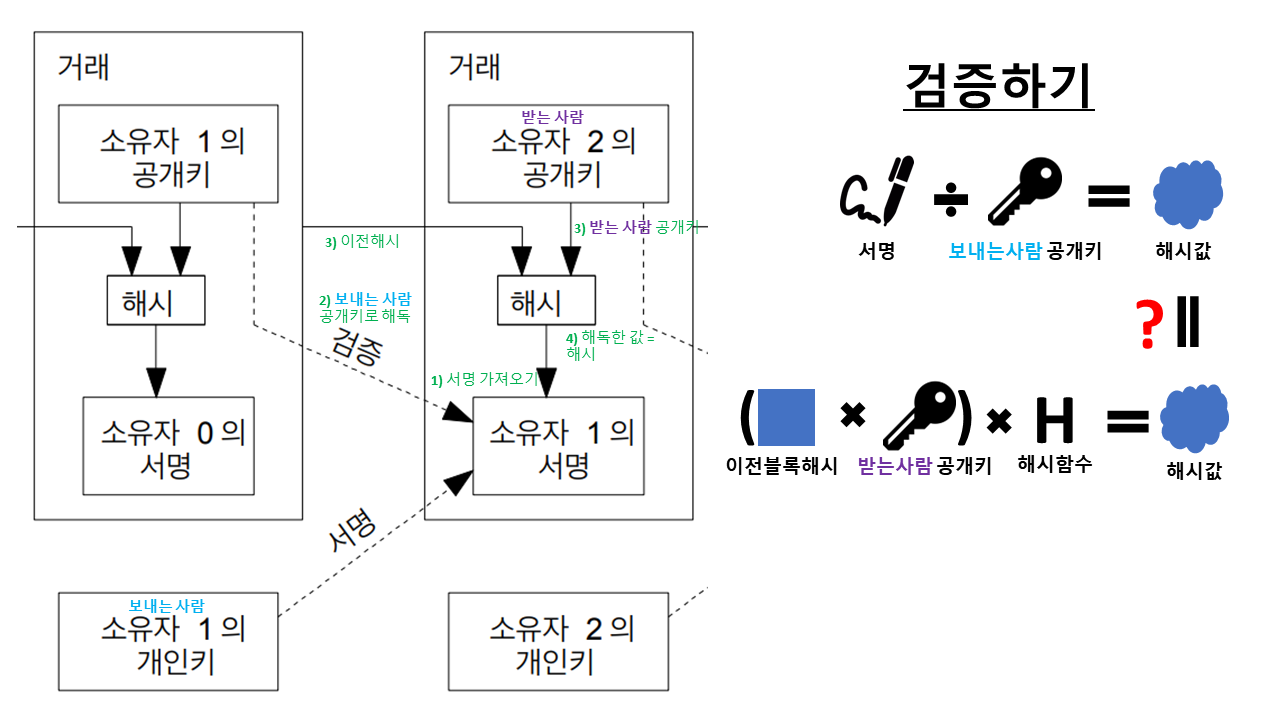 거래
소유자 1 의
공개키
해시
소유자 0 의
서명
3) 이전해시
2) 보내는 사람
공개키로 해독
검증
서명
보내는 사람
소유자 1 의
개인키
거래
받는 사람
소유자 2 의
공개키
3) 받는 사람 공개키
해시
4) 해독한 값 =
해시
1) 서명 가져오기
소유자 1 의
서명
소유자 2 의
개인키
검증하기
÷ =
서명 보내는사람 공개키 해시값
? ||
( × ) × H =
이전블록해시 받는사람 공개키 해시함수 해시값